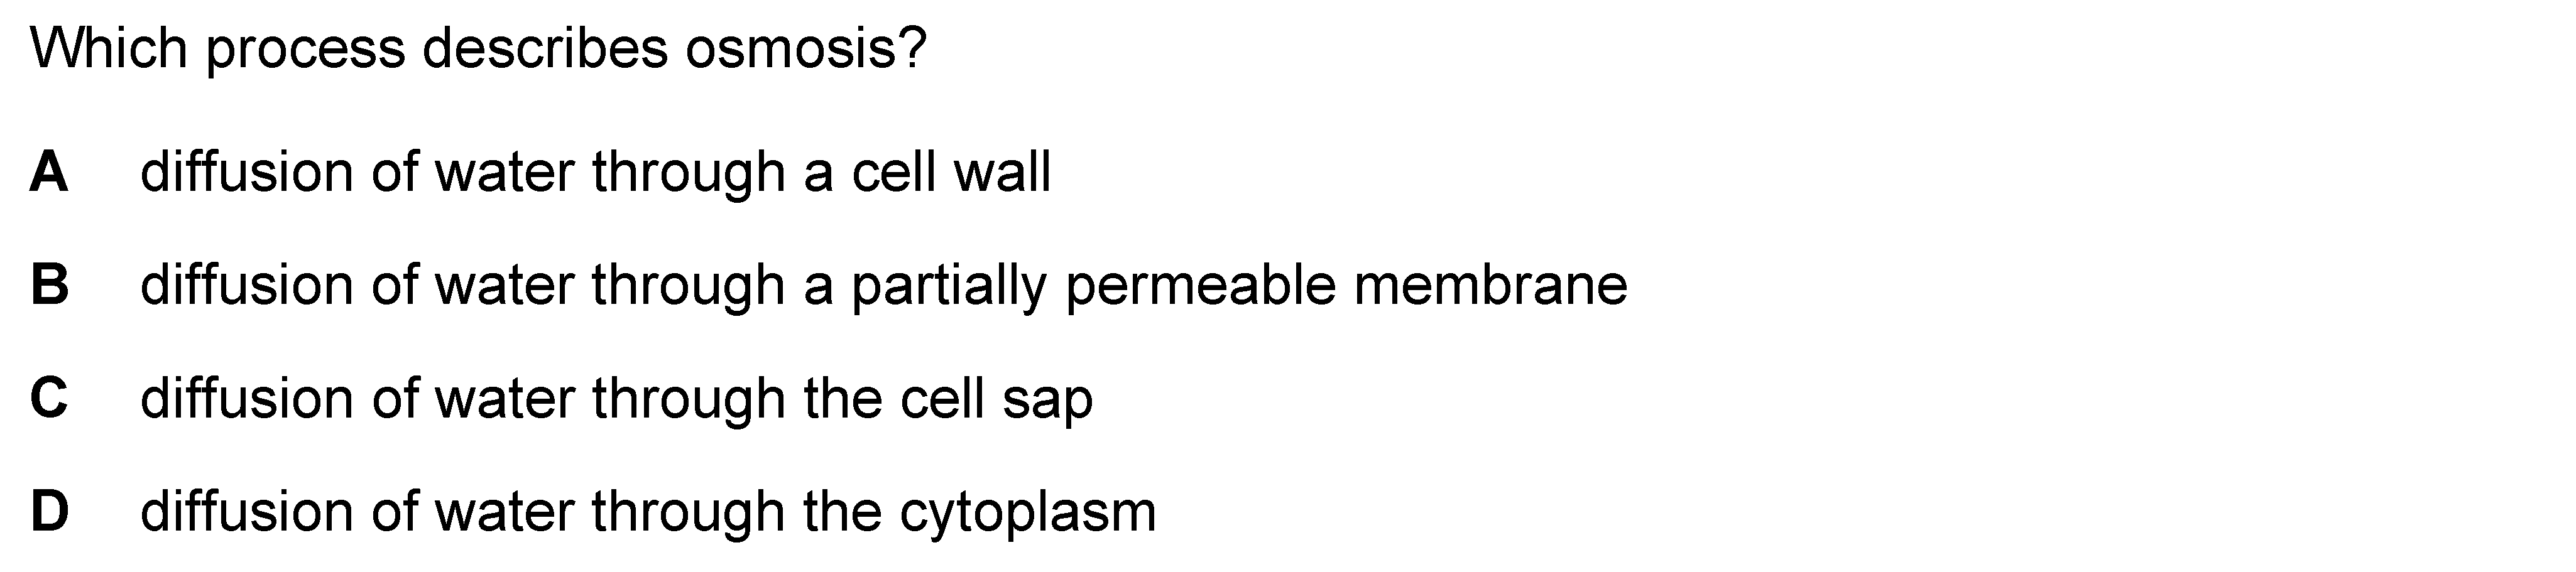 Which process describes osmosis?
A diffusion of water through a cell wall
B diffusion of water through a partially permeable membrane
C diffusion of water through the cell sap
D diffusion of water through the cytoplasm